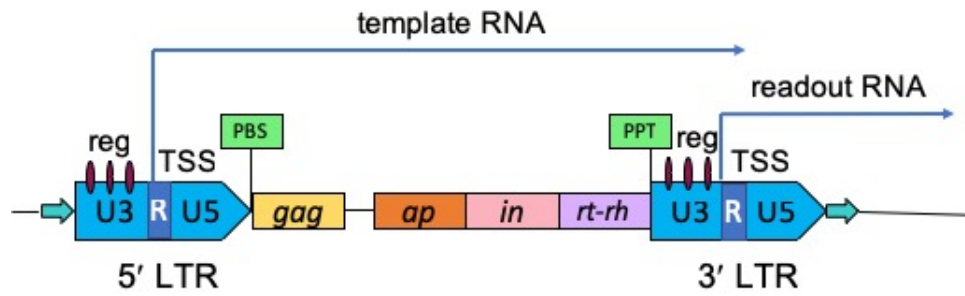 template RNA
readout RNA
reg TSS PBS PPT reg TSS
U3 R U5 gag ap in rt-rh U3 R U5
5′ LTR 3′ LTR